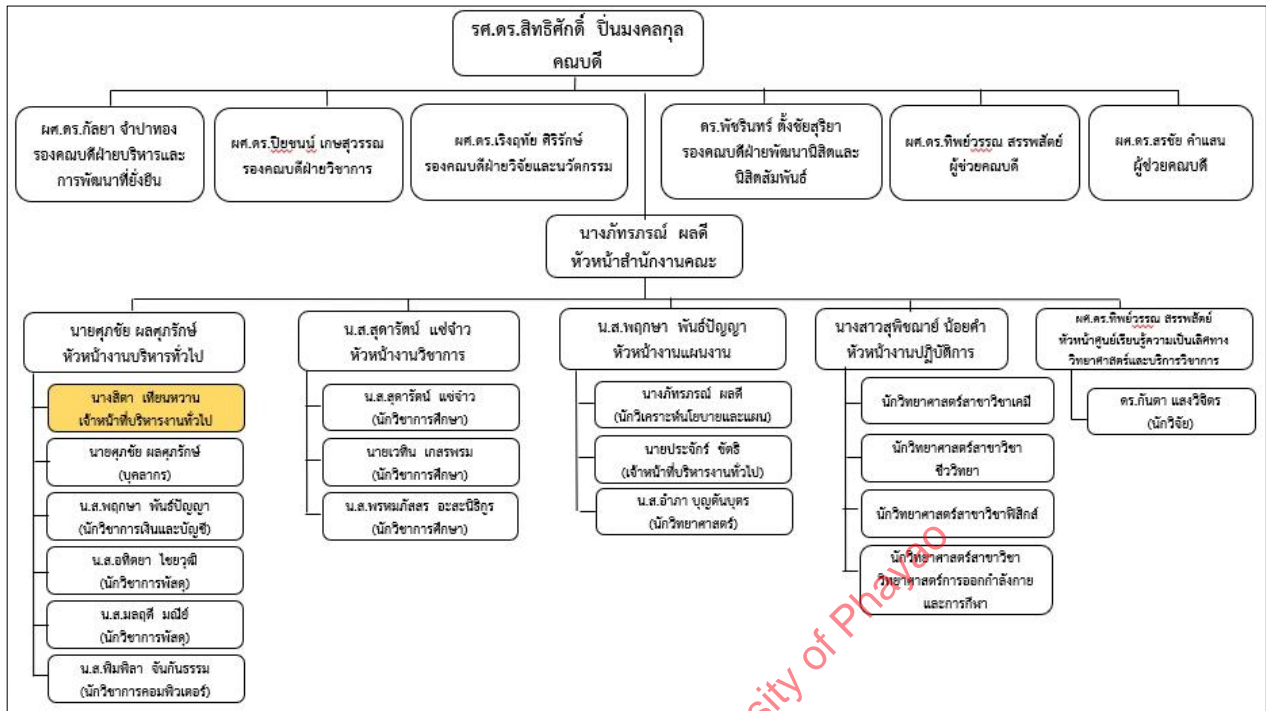 รศ.ดร.สิทธิศักดิ์ ปิ่นมงคลกุล
คณบดี
ผศ.ดร.กัลยา จำปาทอง
รองคณบดีฝ่ายบริหารและ
การพัฒนาที่ยั่งยืน
ผศ.ดร.ปิยชนน์ เกษสุวรรณ
รองคณบดีฝ่ายวิชาการ
ผศ.ดร.เริงฤทัย ศิริรักษ์
รองคณบดีฝ่ายวิจัยและนวัตกรรม
ดร.พัชรินทร์ ตั้งชัยสุริยา
รองคณบดีฝ่ายพัฒนานิสิตและ
นิสิตสัมพันธ์
ผศ.ดร.ทิพย์วรรณ สรรพสัตย์
ผู้ช่วยคณบดี
ผศ.ดร.สรชัย คำแสน
ผู้ช่วยคณบดี
นางภัทรภรณ์ ผลดี
หัวหน้าสำนักงานคณะ
นายศุภชัย ผลศุภรักษ์
หัวหน้างานบริหารทั่วไป
นางสิตา เทียนหวาน
เจ้าหน้าที่บริหารงานทั่วไป
นายศุภชัย ผลศุภรักษ์
(บุคลากร)
น.ส.พฤกษา พันธ์ปัญญา
(นักวิชาการเงินและบัญชี)
น.ส.อทิตยา ไชยวุฒิ
(นักวิชาการพัสดุ)
น.ส.มลฤดี มณีย์
(นักวิชาการพัสดุ)
น.ส.พิมพิลา จันกันธรรม
(นักวิชาการคอมพิวเตอร์)
น.ส.สุดารัตน์ แซ่จ๋าว
หัวหน้างานวิชาการ
น.ส.สุดารัตน์ แซ่จ๋าว
(นักวิชาการศึกษา)
นายเวทิน เกสรพรม
(นักวิชาการศึกษา)
น.ส.พรหมภัสสร อะสะนิธิกูร
(นักวิชาการศึกษา)
น.ส.พฤกษา พันธ์ปัญญา
หัวหน้างานแผนงาน
นางภัทรภรณ์ ผลดี
(นักวิเคราะห์นโยบายและแผน)
นายประจักร์ ขัตธิ
(เจ้าหน้าที่บริหารงานทั่วไป)
น.ส.อำภา บุญตันบุตร
(นักวิทยาศาสตร์)
นางสาวสุพิชฌาย์ น้อยคำ
หัวหน้างานปฏิบัติการ
นักวิทยาศาสตร์สาขาวิชาเคมี
นักวิทยาศาสตร์สาขาวิชา
ชีววิทยา
นักวิทยาศาสตร์สาขาวิชาฟิสิกส์
นักวิทยาศาสตร์สาขาวิชา
วิทยาศาสตร์การออกกำลังกาย
และการกีฬา
ผศ.ดร.ทิพย์วรรณ สรรพสัตย์
หัวหน้าศูนย์เรียนรู้ความเป็นเลิศทาง
วิทยาศาสตร์และบริการวิชาการ
ดร.กันตา แสงวิจิตร
(นักวิจัย)
sity of Phayao